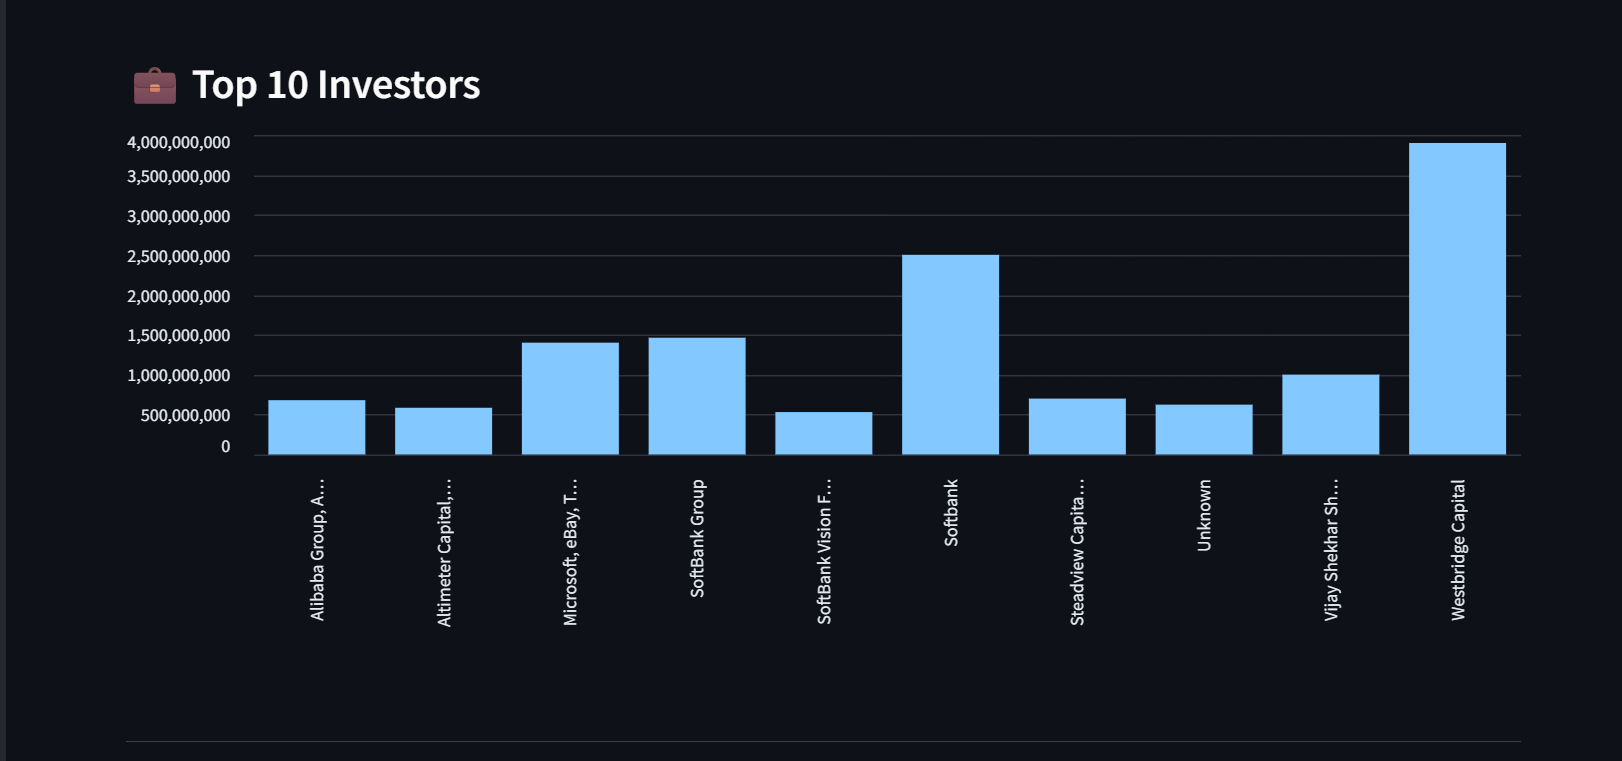 Top 10 Investors
4,000,000,000
3,500,000,000
3,000,000,000
2,500,000,000
2,000,000,000
1,500,000,000
1,000,000,000
500,000,000
0
Alibaba Group, A...
Altimeter Capital,...
Microsoft, eBay, T...
SoftBank Group
SoftBank Vision F...
Softbank
Steadview Capita...
Unknown
Vijay Shekhar Sh...
Westbridge Capital